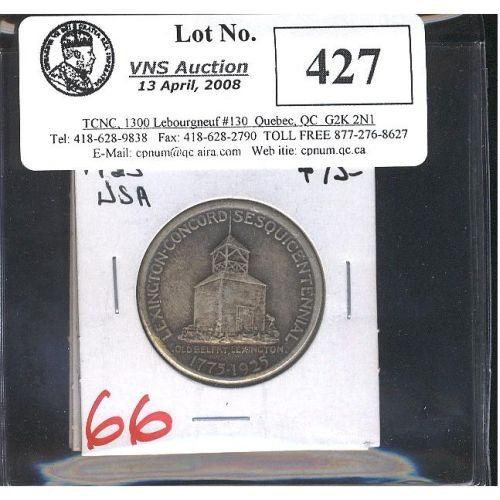 Lot No.
VNS Auction
13 April, 2008
427
TCNC, 1300 Lebourgneuf #130 Quebec, QC G2K 2N1
Tel: 418-628-9838 Fax: 418-628-2790 TOLL FREE 877-276-8627
E-Mail: cpnum@qc.aira.com Web itie: cpnum.qc.ca
USA
LEXINGTON·CONCORD SESQUICENTENNIAL
OLD BELFRY, LEXINGTON.
1775·1925
66